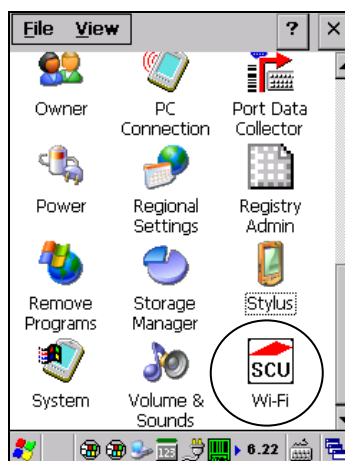 File View ? ×
Owner
PC
Connection
Port Data
Collector
Power
Regional
Settings
Registry
Admin
Remove
Programs
Storage
Manager
Stylus
System
Volume &
Sounds
SCU
Wi-Fi
123
6.22